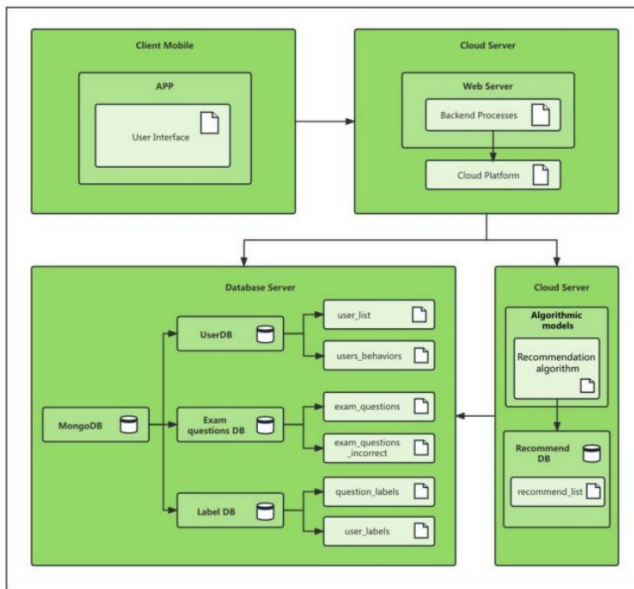 Client Mobile
APP
User Interface
Cloud Server
Web Server
Backend Processes
Cloud Platform
Database Server
MongoDB
UserDB
user_list
users_behaviors
Exam
questions DB
exam_questions
exam_questions
_incorrect
Label DB
question_labels
user_labels
Cloud Server
Algorithmic
models
Recommendation
algorithm
Recommend
DB
recommend_list